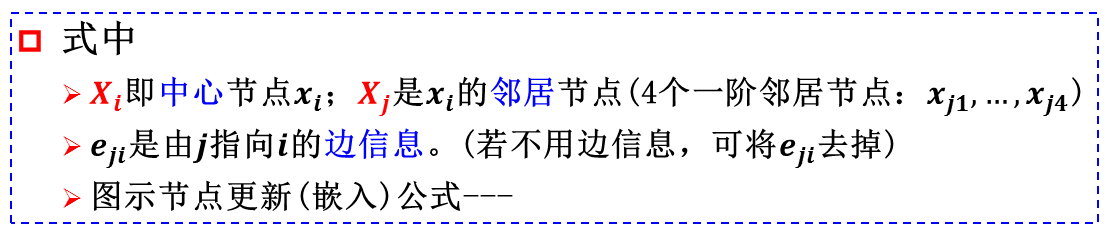 式中
X_i即中心节点x_i；X_j是x_i的邻居节点(4个一阶邻居节点：x_{j1},…,x_{j4})
e_{ji}是由j指向i的边信息。(若不用边信息，可将e_{ji}去掉)
图示节点更新(嵌入)公式---